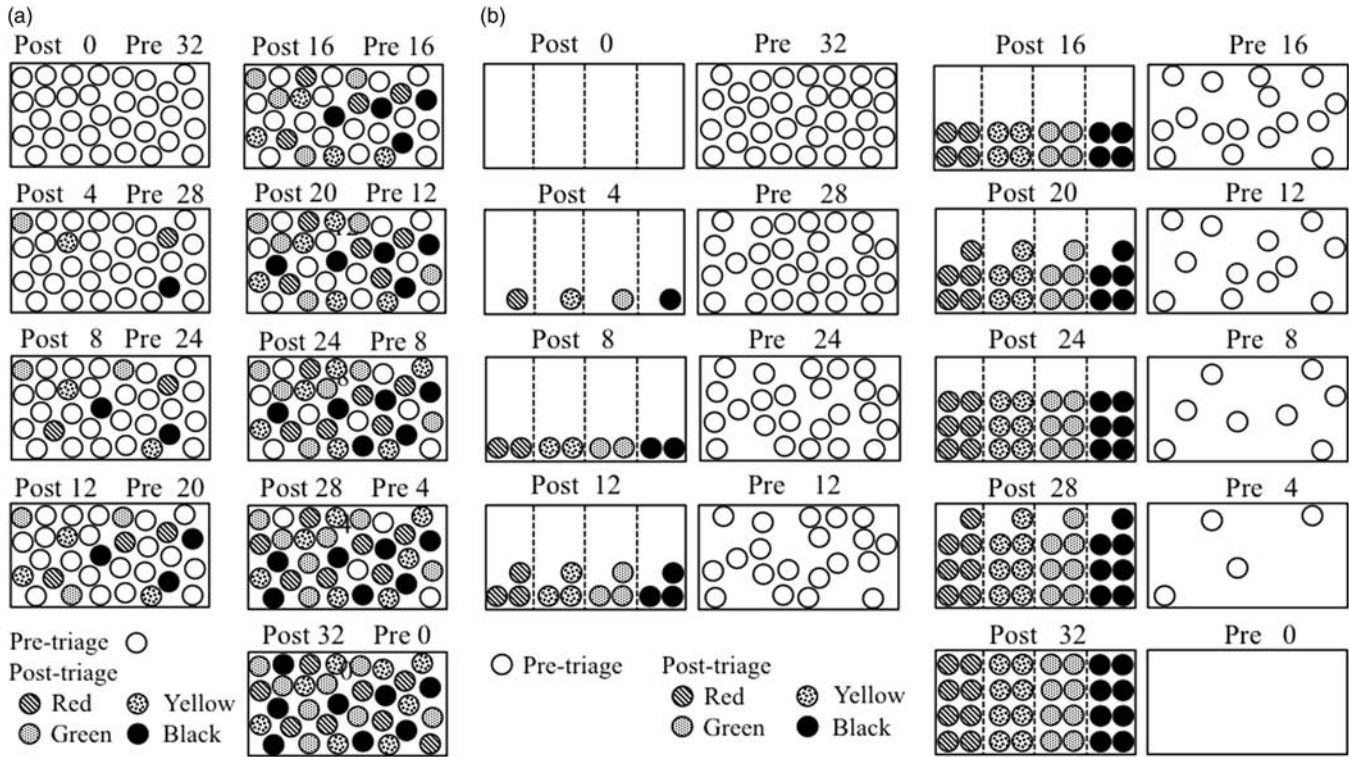 (a)
Post 0 Pre 32
Post 16 Pre 16
Post 4 Pre 28
Post 20 Pre 12
Post 8 Pre 24
Post 24 Pre 8
8
Post 12 Pre 20
Post 28 Pre 4
4
Post 32 Pre 0
0
Pre-triage
Post-triage
Red Yellow
Green Black
(b)
Post 0 Pre 32
Post 4 Pre 28
Post 8 Pre 24
Post 12 Pre 12
Post 16 Pre 16
Post 20 Pre 12
Post 24 Pre 8
Post 28 Pre 4
Post 32 Pre 0
Pre-triage Post-triage
Red Yellow
Green Black